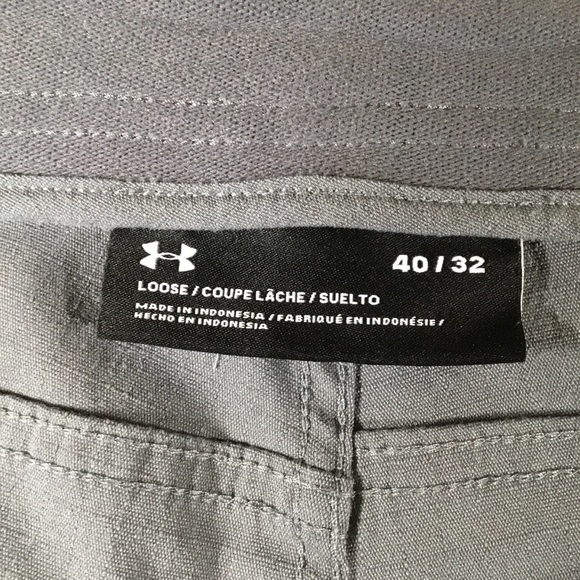 40 / 32
LOOSE / COUPE LÂCHE / SUELTO
MADE IN INDONESIA / FABRIQUÉ EN INDONÉSIE /
HECHO EN INDONESIA